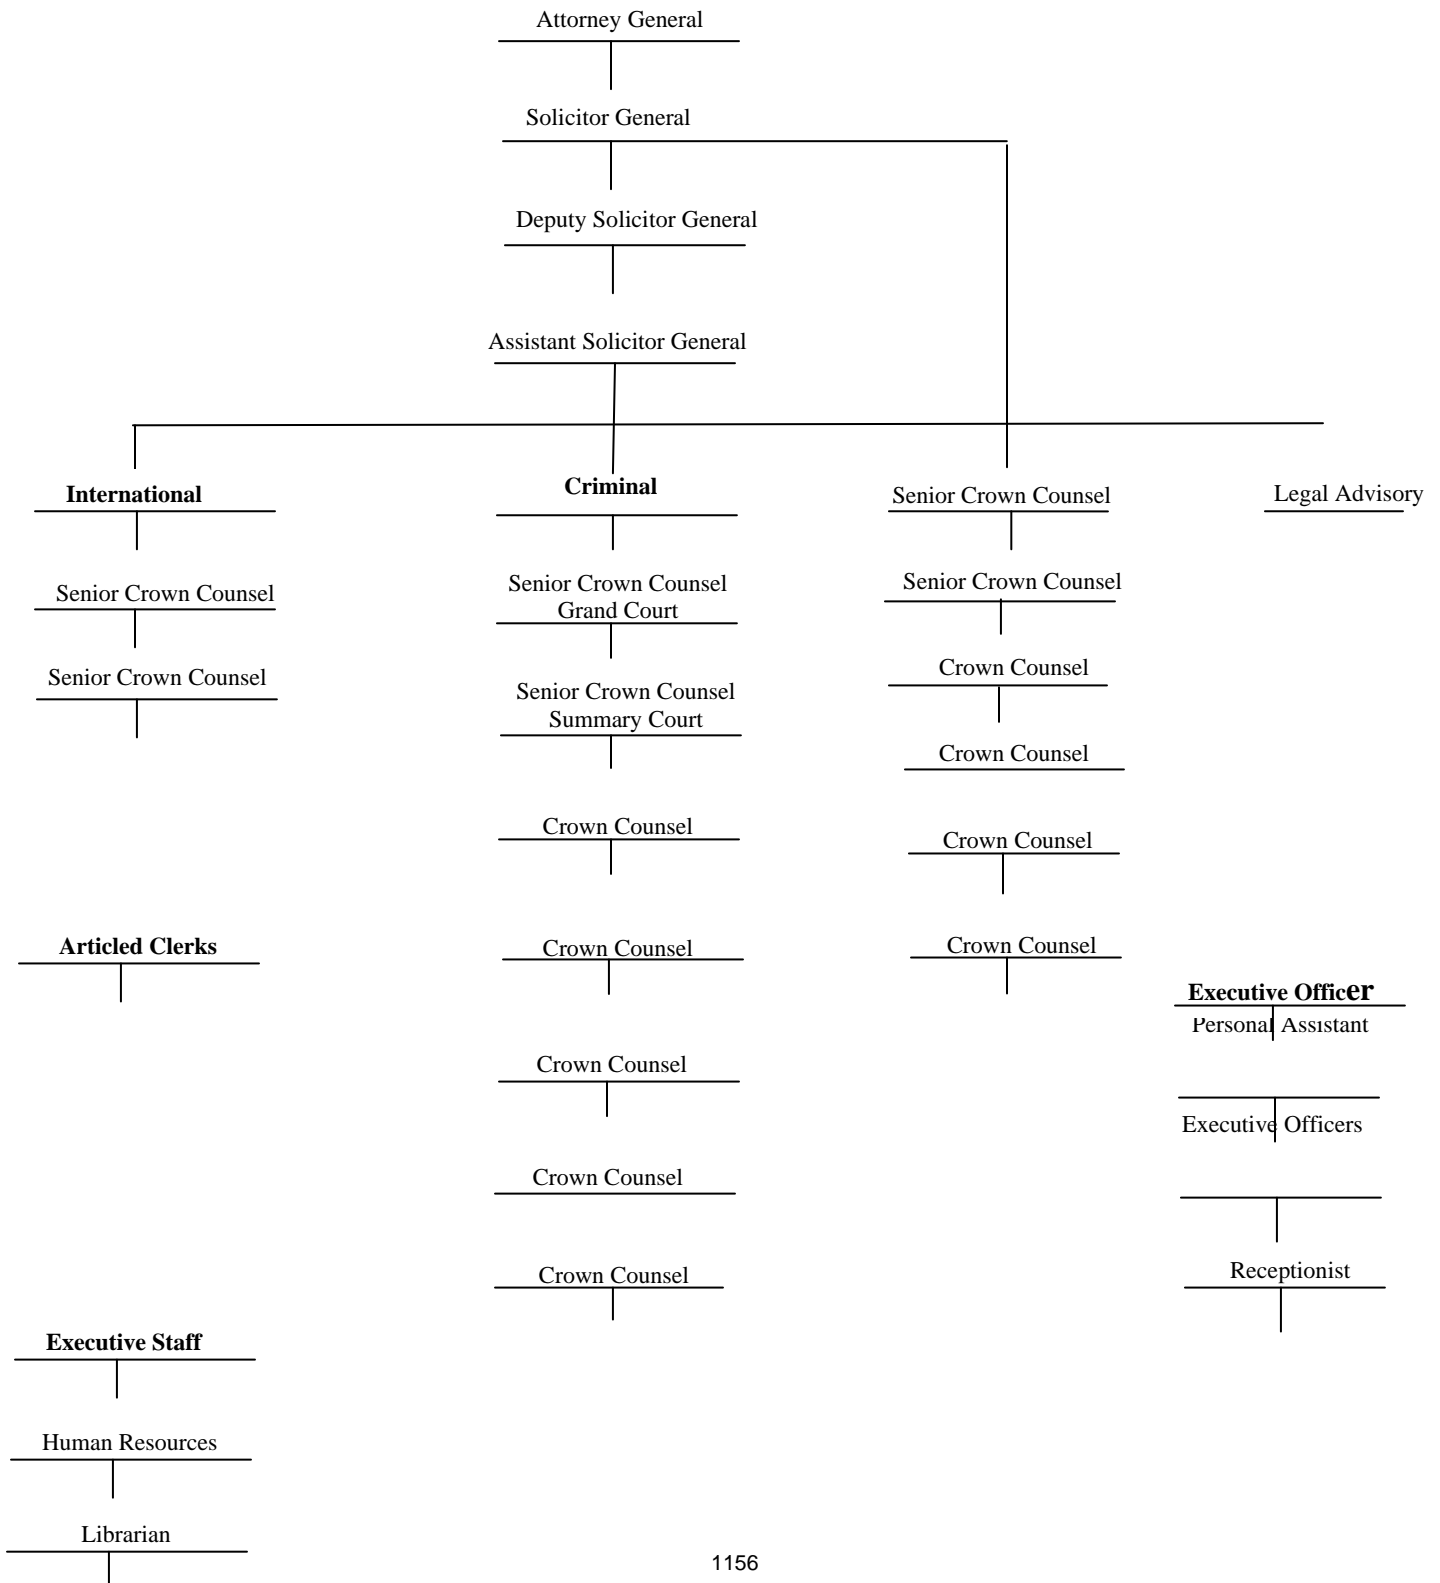 Attorney General
Solicitor General
Deputy Solicitor General
Assistant Solicitor General
International
Senior Crown Counsel
Senior Crown Counsel
Criminal
Senior Crown Counsel
Grand Court
Senior Crown Counsel
Summary Court
Crown Counsel
Crown Counsel
Crown Counsel
Crown Counsel
Crown Counsel
Senior Crown Counsel
Senior Crown Counsel
Crown Counsel
Crown Counsel
Crown Counsel
Crown Counsel
Legal Advisory
Articled Clerks
Executive Officer
Personal Assistant
Executive Officers
Receptionist
Executive Staff
Human Resources
Librarian
1156